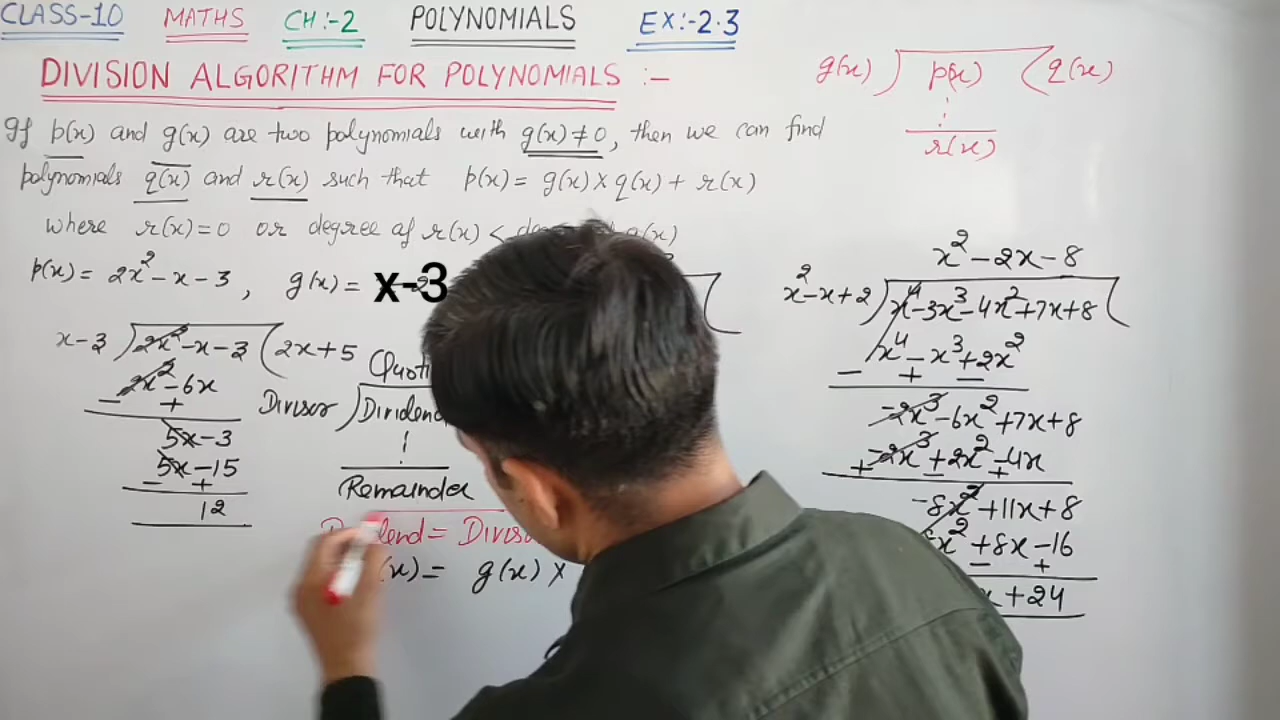 CLASS-10 MATHS CH:-2 POLYNOMIALS EX:-2.3
DIVISION ALGORITHM FOR POLYNOMIALS :-
If p(x) and g(x) are two polynomials with g(x)≠0, then we can find
polynomials q(x) and r(x) such that p(x)= g(x)×q(x)+ r(x)
where r(x)=0 or degree of r(x) <
p(x)= 2x²-x-3, g(x)= x-3
x-3 ) 2x²-x-3 ( 2x+5
2x²-6x
- +
5x-3
5x-15
- +
12
Divisor ) Dividend
Remainder
= 
(x)= g(x) ×
g(x) ) p(x) ( q(x)
r(x)
x²-2x-8
x²-x+2 ) x⁴-3x³-4x²+7x+8 (
x⁴-x³+2x²
- + -
-2x³-6x²+7x+8
-2x³+2x²-4x
+ - +
-8x²+11x+8
x²+8x-16
- +
+24